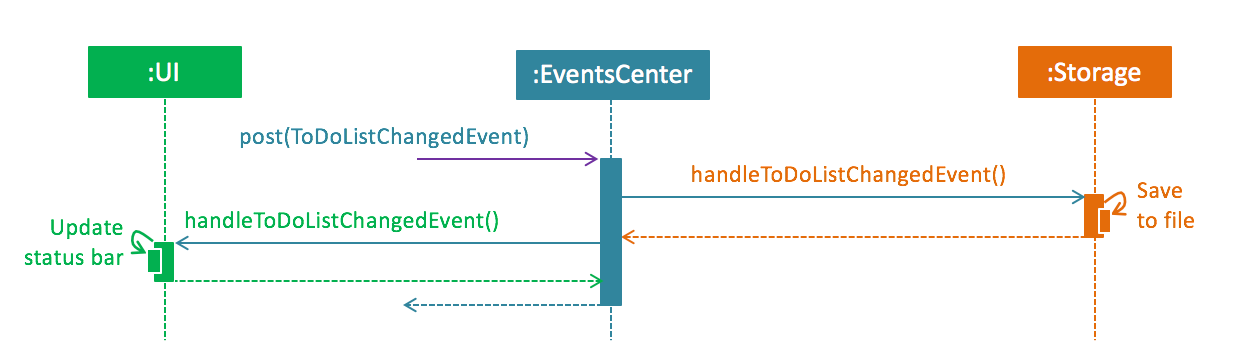 :UI
:EventsCenter
:Storage
post(ToDoListChangedEvent)
handleToDoListChangedEvent()
Save
to file
handleToDoListChangedEvent()
Update
status bar